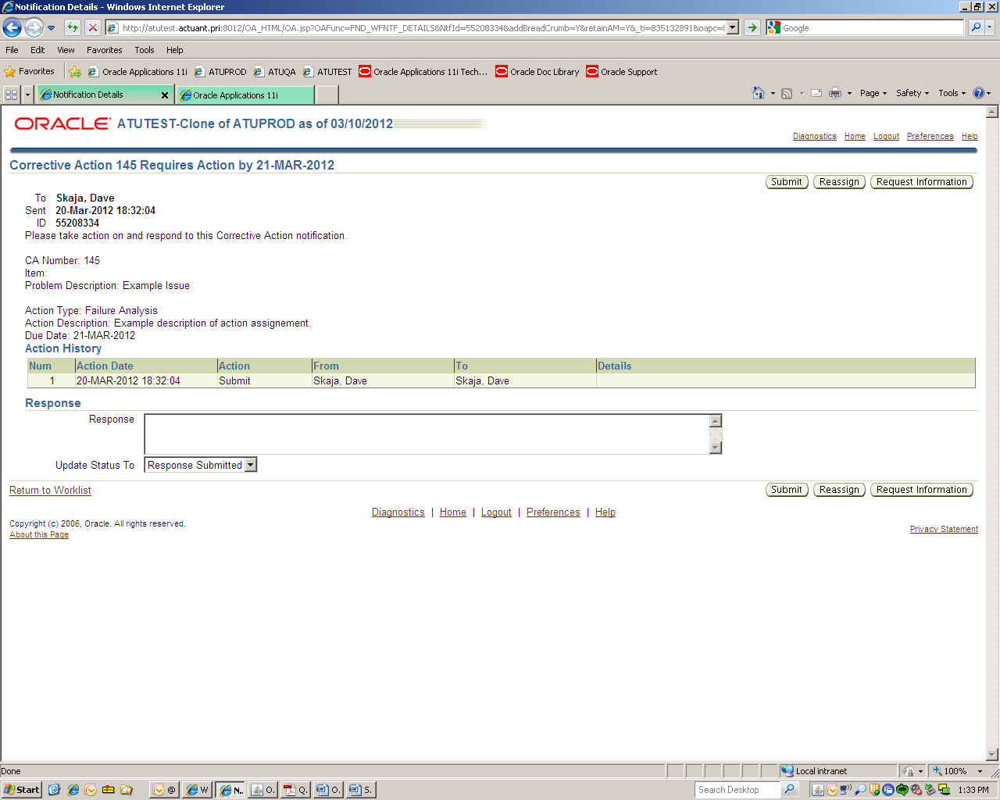 Notification Details - Windows Internet Explorer
http://atutest.actuant.pri:8012/OA_HTML/OA.jsp?OAFunc=FND_WFNTF_DETAILS&NtfId=55208334&addBreadCrumb=Y&retainAM=Y&_ti=835132891&oapc= Google
File Edit View Favorites Tools Help
Favorites Oracle Applications 11i ATUPROD ATUQA ATUTEST Oracle Applications 11i Tech... Oracle Doc Library Oracle Support
Notification Details Oracle Applications 11i Page Safety Tools
ORACLE ATUTEST-Clone of ATUPROD as of 03/10/2012
Diagnostics Home Logout Preferences Help
Corrective Action 145 Requires Action by 21-MAR-2012
Submit Reassign Request Information
To Skaja, Dave
Sent 20-Mar-2012 18:32:04
ID 55208334
Please take action on and respond to this Corrective Action notification.
CA Number: 145
Item:
Problem Description: Example Issue
Action Type: Failure Analysis
Action Description: Example description of action assignement.
Due Date: 21-MAR-2012
Action History
Num Action Date Action From To Details
1 20-MAR-2012 18:32:04 Submit Skaja, Dave Skaja, Dave
Response
Response
Update Status To Response Submitted
Return to Worklist Submit Reassign Request Information
Diagnostics | Home | Logout | Preferences | Help
Copyright (c) 2006, Oracle. All rights reserved.
About this Page Privacy Statement
Done Local intranet 100%
Start @ W N.. O. Q. O. S. Search Desktop 1:33 PM